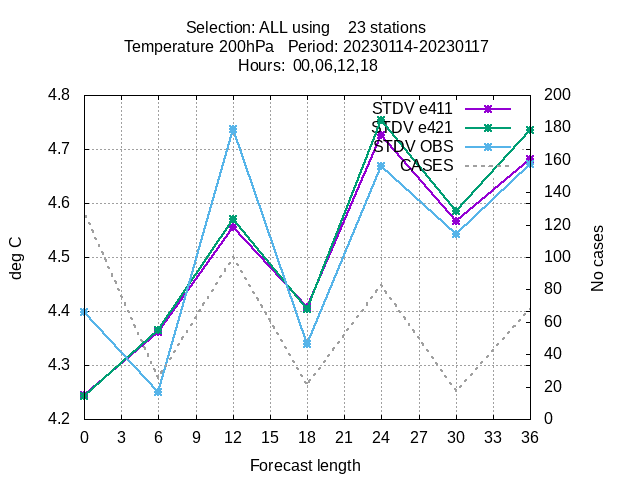 Selection: ALL using    23 stations
Temperature 200hPa   Period: 20230114-20230117
Hours:  00,06,12,18
STDV e411
STDV e421
STDV OBS
CASES
4.8
4.7
4.6
4.5
4.4
4.3
4.2
deg C
200
180
160
140
120
100
80
60
40
20
0
No cases
0 3 6 9 12 15 18 21 24 27 30 33 36
Forecast length